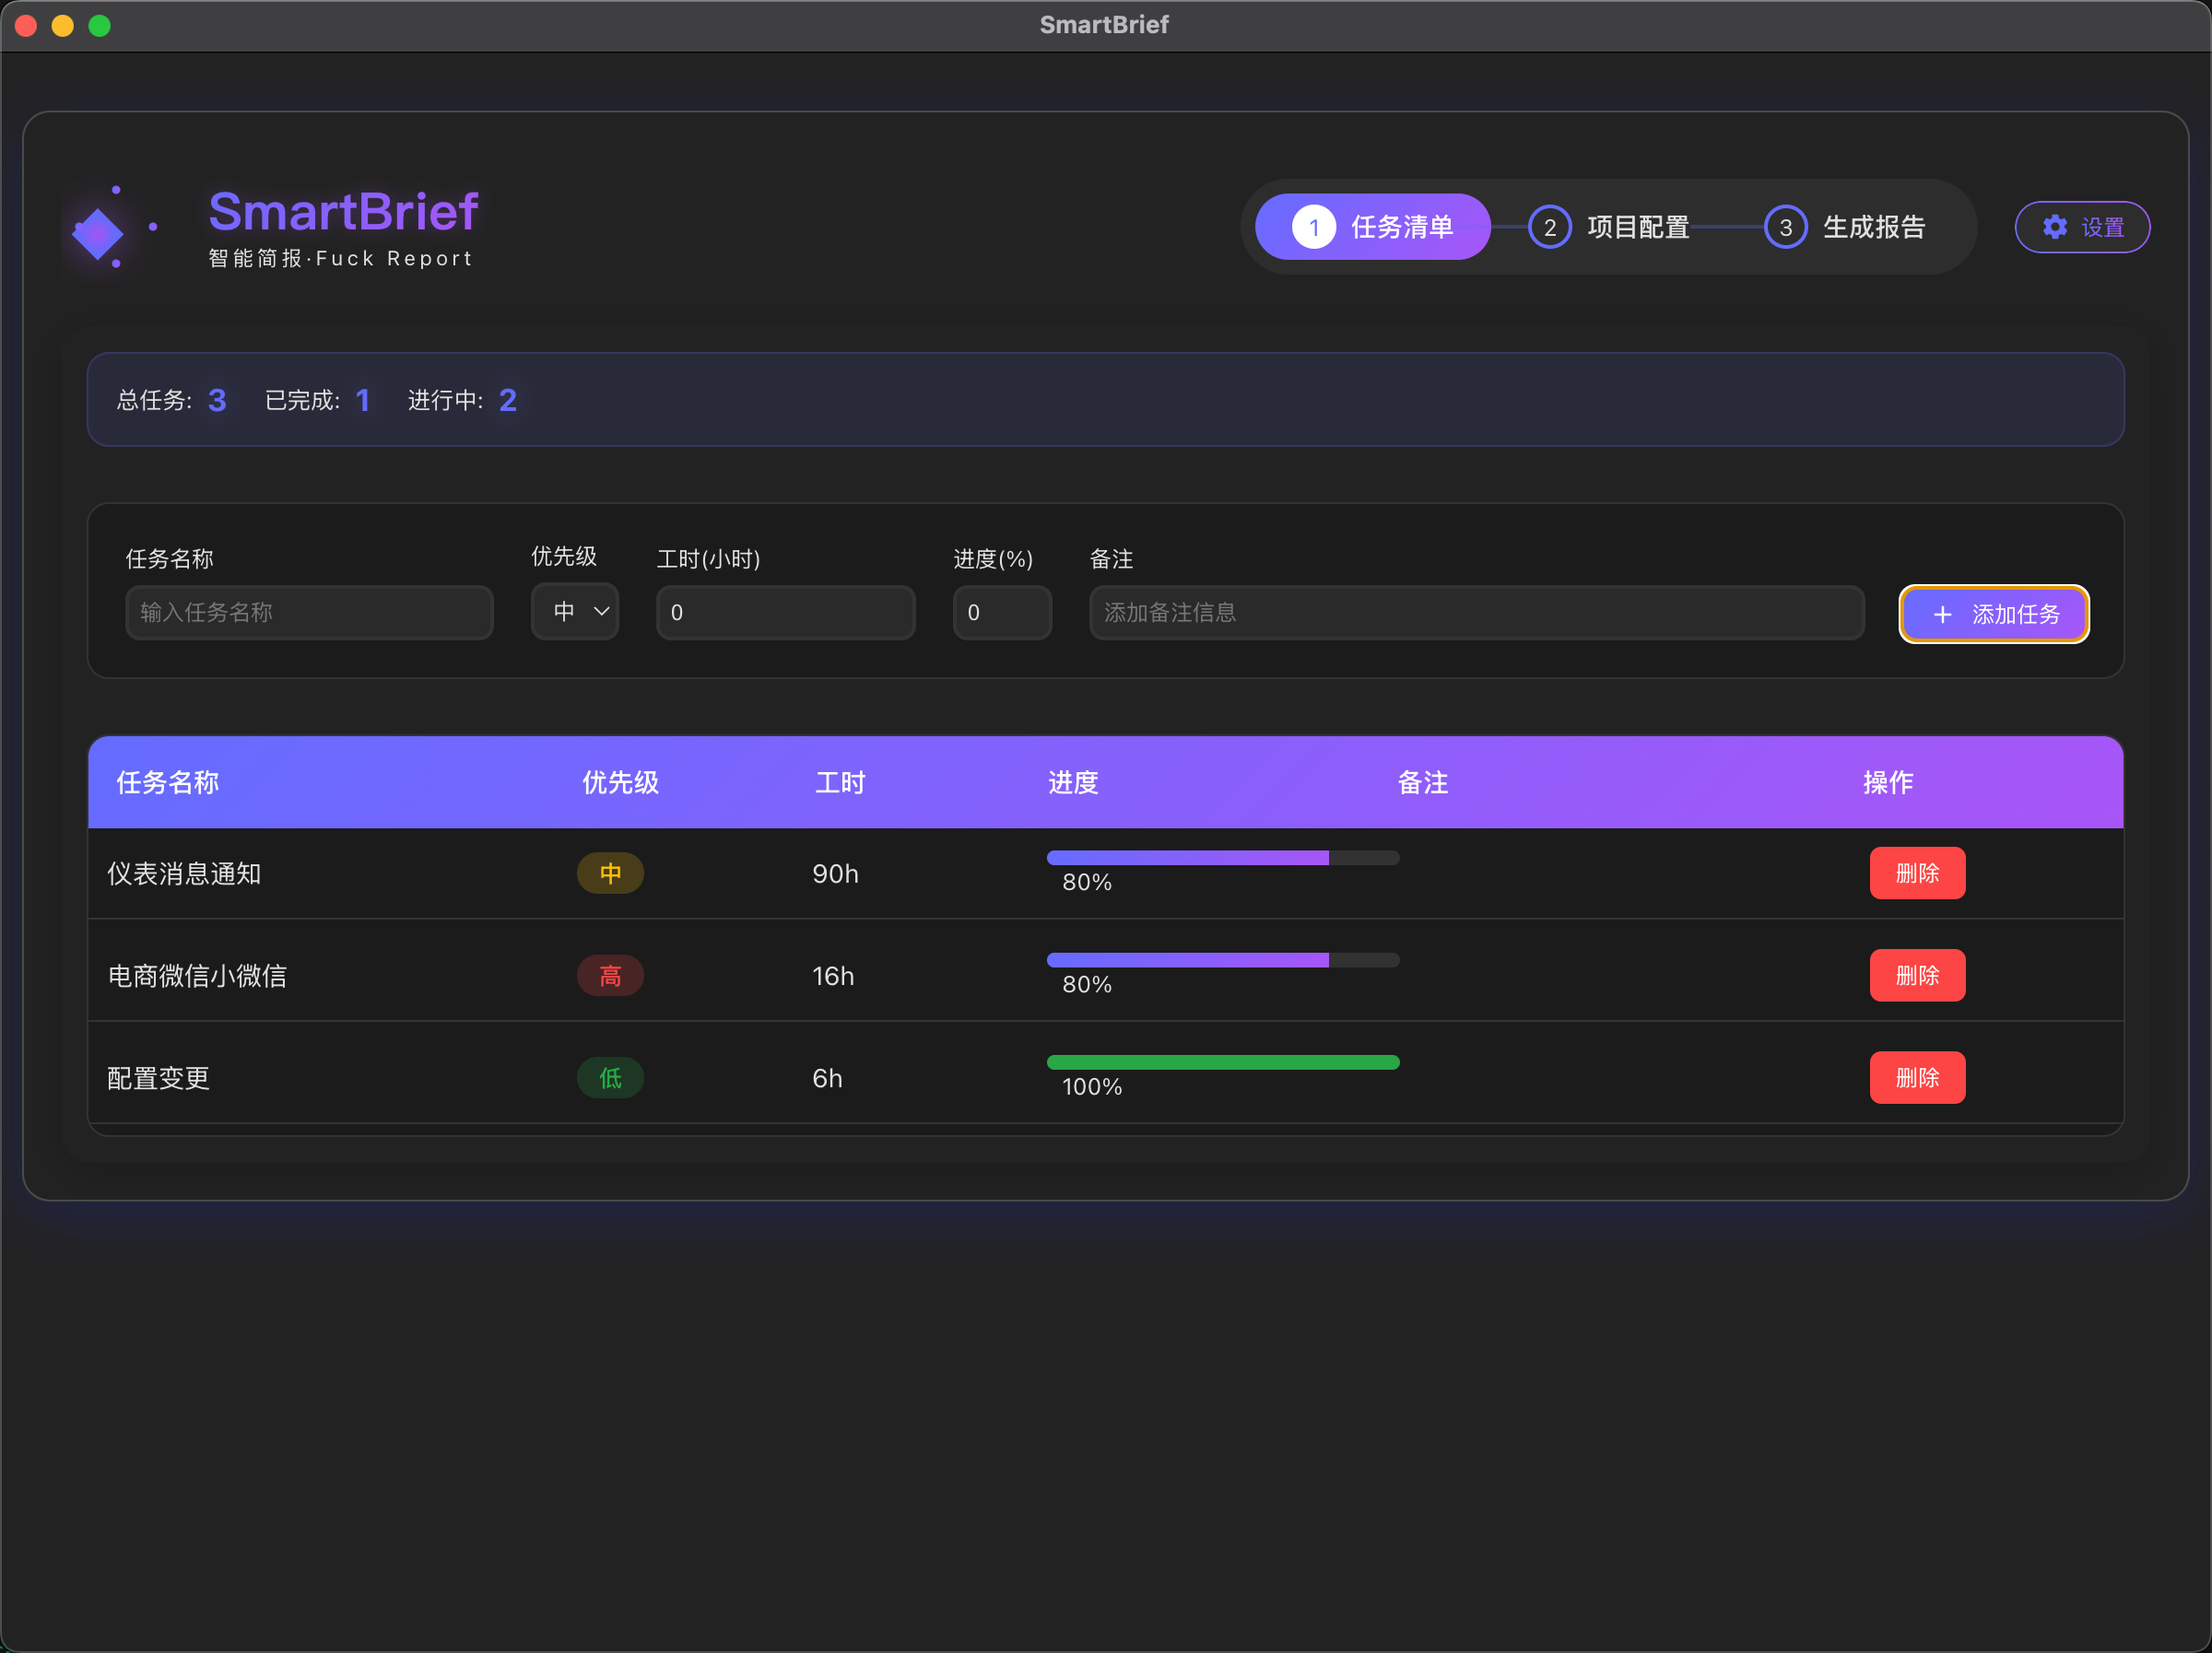 SmartBrief
SmartBrief
智能简报·Fuck Report
1 任务清单 2 项目配置 3 生成报告 设置
总任务: 3 已完成: 1 进行中: 2
任务名称 优先级 工时(小时) 进度(%) 备注
输入任务名称 中 0 0 添加备注信息 + 添加任务
任务名称 优先级 工时 进度 备注 操作
仪表消息通知 中 90h 80% 删除
电商微信小微信 高 16h 80% 删除
配置变更 低 6h 100% 删除